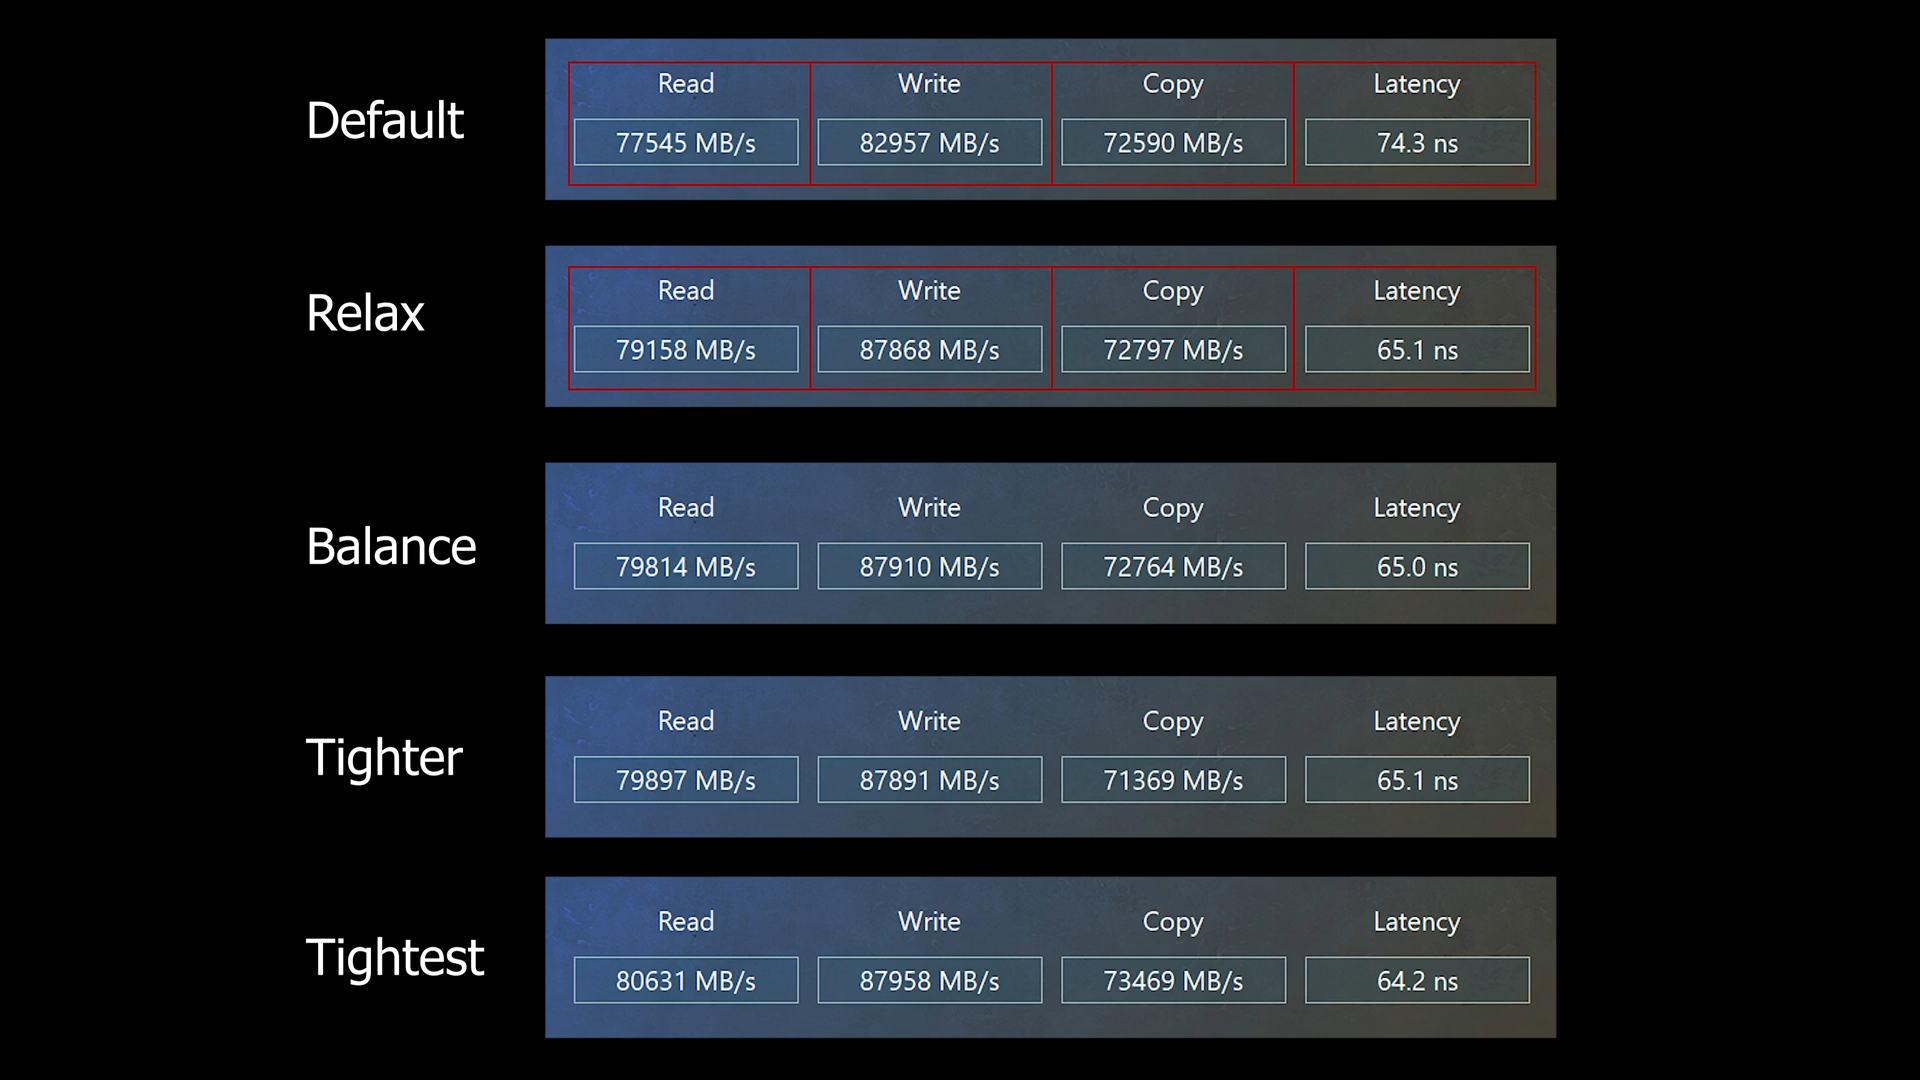 Default
Read Write Copy Latency
77545 MB/s 82957 MB/s 72590 MB/s 74.3 ns
Relax
Read Write Copy Latency
79158 MB/s 87868 MB/s 72797 MB/s 65.1 ns
Balance
Read Write Copy Latency
79814 MB/s 87910 MB/s 72764 MB/s 65.0 ns
Tighter
Read Write Copy Latency
79897 MB/s 87891 MB/s 71369 MB/s 65.1 ns
Tightest
Read Write Copy Latency
80631 MB/s 87958 MB/s 73469 MB/s 64.2 ns